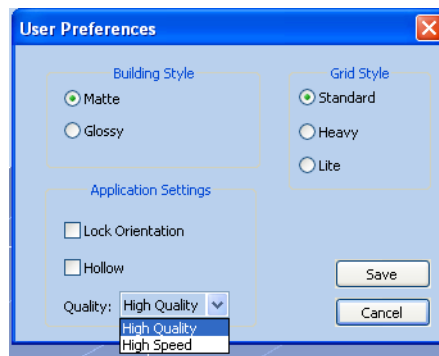 User Preferences
Building Style
Matte
Glossy
Grid Style
Standard
Heavy
Lite
Application Settings
Lock Orientation
Hollow
Quality: High Quality
High Quality
High Speed
Save
Cancel